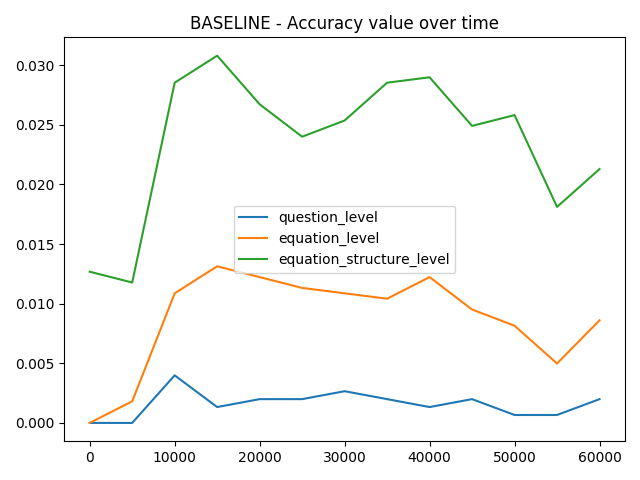 BASELINE - Accuracy value over time
0.030
0.025
0.020
0.015
0.010
0.005
0.000
question_level
equation_level
equation_structure_level
0 10000 20000 30000 40000 50000 60000